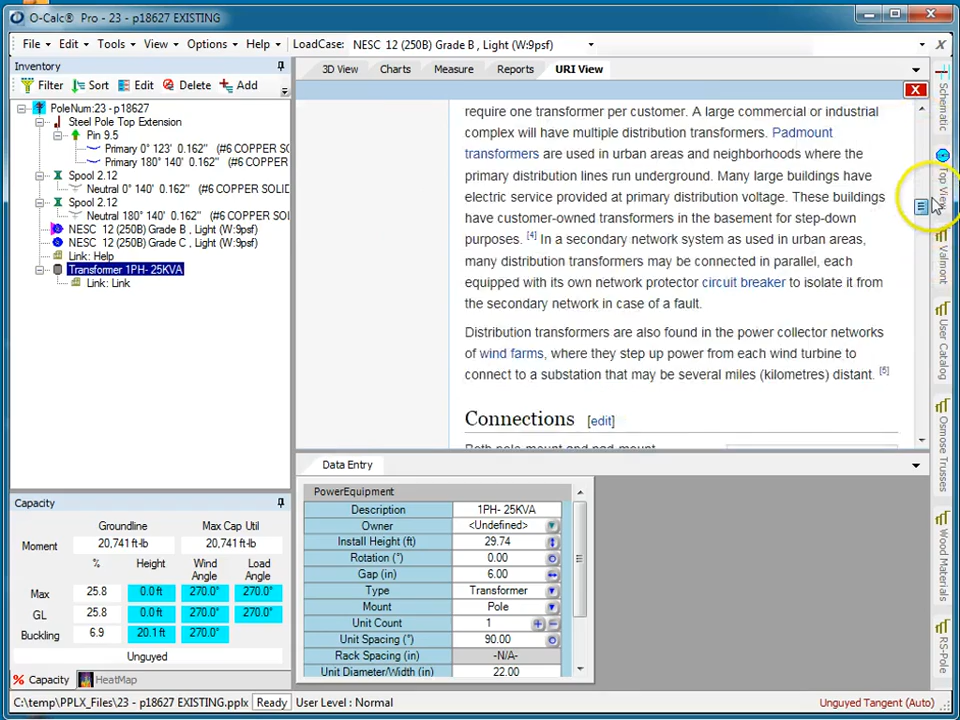 O-Calc® Pro - 23 - p18627 EXISTING
File Edit Tools View Options Help LoadCase: NESC 12 (250B) Grade B , Light (W:9psf)
Inventory
Filter Sort Edit Delete Add
PoleNum:23 - p18627
Steel Pole Top Extension
Pin 9.5
Primary 0° 123' 0.162" (#6 COPPER SOL
Primary 180° 140' 0.162" (#6 COPPER
Spool 2.12
Neutral 0° 140' 0.162" (#6 COPPER SOLID
Spool 2.12
Neutral 180° 140' 0.162" (#6 COPPER SOL
NESC 12 (250B) Grade B , Light (W:9psf)
NESC 12 (250B) Grade C , Light (W:9psf)
Link: Help
Transformer 1PH- 25KVA
Link: Link
3D View Charts Measure Reports URI View
require one transformer per customer. A large commercial or industrial
complex will have multiple distribution transformers. Padmount
transformers are used in urban areas and neighborhoods where the
primary distribution lines run underground. Many large buildings have
electric service provided at primary distribution voltage. These buildings
have customer-owned transformers in the basement for step-down
purposes. [4] In a secondary network system as used in urban areas,
many distribution transformers may be connected in parallel, each
equipped with its own network protector circuit breaker to isolate it from
the secondary network in case of a fault.
Distribution transformers are also found in the power collector networks
of wind farms, where they step up power from each wind turbine to
connect to a substation that may be several miles (kilometres) distant. [5]
Connections [edit]
Both pole-mount and pad-mount
Schematic
Top View
Valmont
User Catalog
Osmose Trusses
Wood Materials
RS-Pole
Data Entry
PowerEquipment
Description 1PH- 25KVA
Owner <Undefined>
Install Height (ft) 29.74
Rotation (°) 0.00
Gap (in) 6.00
Type Transformer
Mount Pole
Unit Count 1
Unit Spacing (°) 90.00
Rack Spacing (in) -N/A-
Unit Diameter/Width (in) 22.00
Capacity
Groundline Max Cap Util
Moment 20,741 ft-lb 20,741 ft-lb
% Height Wind Angle Load Angle
Max 25.8 0.0 ft 270.0° 270.0°
GL 25.8 0.0 ft 270.0° 270.0°
Buckling 6.9 20.1 ft 270.0°
Unguyed
% Capacity HeatMap
C:\temp\PPLX_Files\23 - p18627 EXISTING.pplx Ready User Level : Normal Unguyed Tangent (Auto)